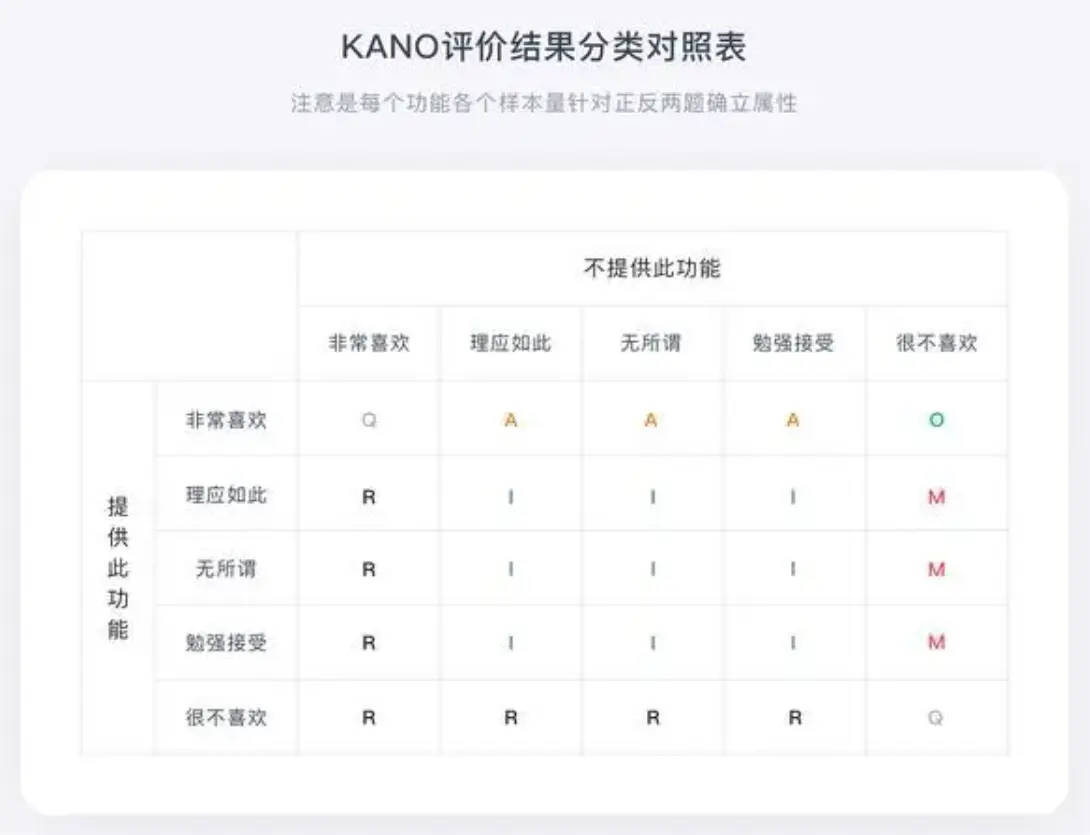 KANO评价结果分类对照表
注意是每个功能各个样本量针对正反两题确立属性
不提供此功能
非常喜欢 理应如此 无所谓 勉强接受 很不喜欢
提供此功能
非常喜欢 Q A A A O
理应如此 R I I I M
无所谓 R I I I M
勉强接受 R I I I M
很不喜欢 R R R R Q